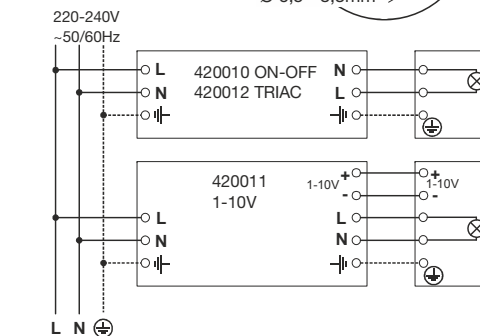 220-240V
~50/60Hz
L 420010 ON-OFF N
N 420012 TRIAC L
420011
1-10V
1-10V + +
1-10V
- -
L L
N N
L N